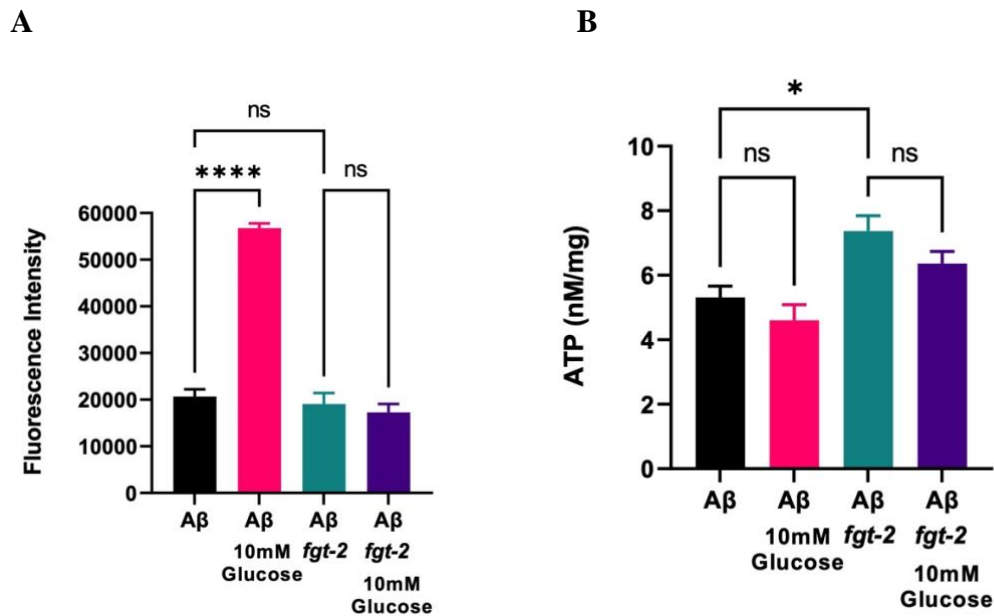 A
B
ns
****
ns
Fluorescence Intensity
60000
50000
40000
30000
20000
10000
0
Aβ
Aβ
Aβ
Aβ
10mM
fgt-2
fgt-2
Glucose
10mM
Glucose
*
ns
ns
ATP (nM/mg)
10
8
6
4
2
0
Aβ
Aβ
Aβ
Aβ
10mM
fgt-2
fgt-2
Glucose
10mM
Glucose